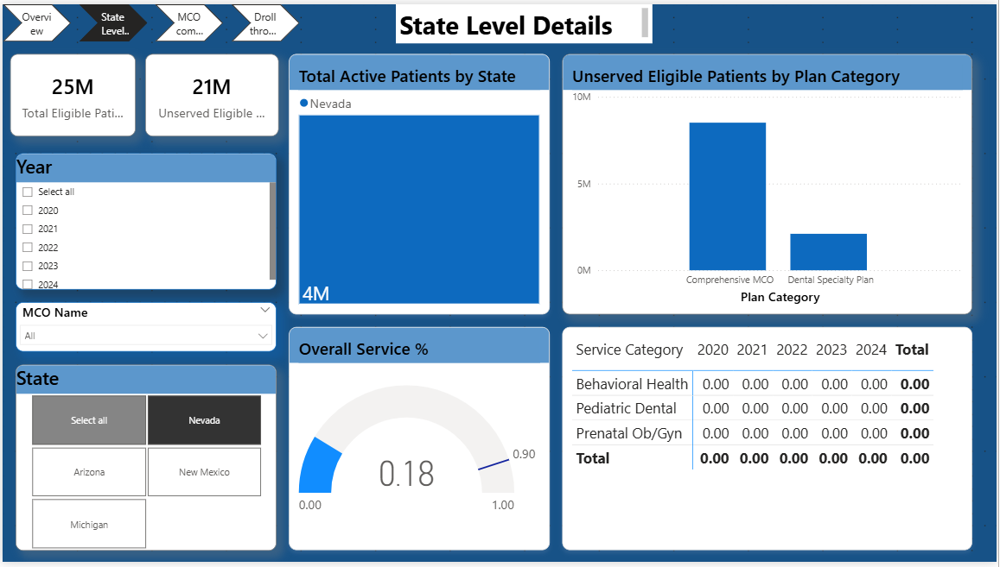 Overvi
ew
State
Level..
MCO
com...
Droll
thro...
State Level Details
25M
Total Eligible Pati...
21M
Unserved Eligible ...
Year
Select all
2020
2021
2022
2023
2024
MCO Name
All
State
Select all
Nevada
Arizona
New Mexico
Michigan
Total Active Patients by State
Nevada
4M
Overall Service %
0.90
0.18
0.00
1.00
Unserved Eligible Patients by Plan Category
10M
5M
0M
Comprehensive MCO
Dental Specialty Plan
Plan Category
Service Category 2020 2021 2022 2023 2024 Total
Behavioral Health 0.00 0.00 0.00 0.00 0.00 0.00
Pediatric Dental 0.00 0.00 0.00 0.00 0.00 0.00
Prenatal Ob/Gyn 0.00 0.00 0.00 0.00 0.00 0.00
Total 0.00 0.00 0.00 0.00 0.00 0.00